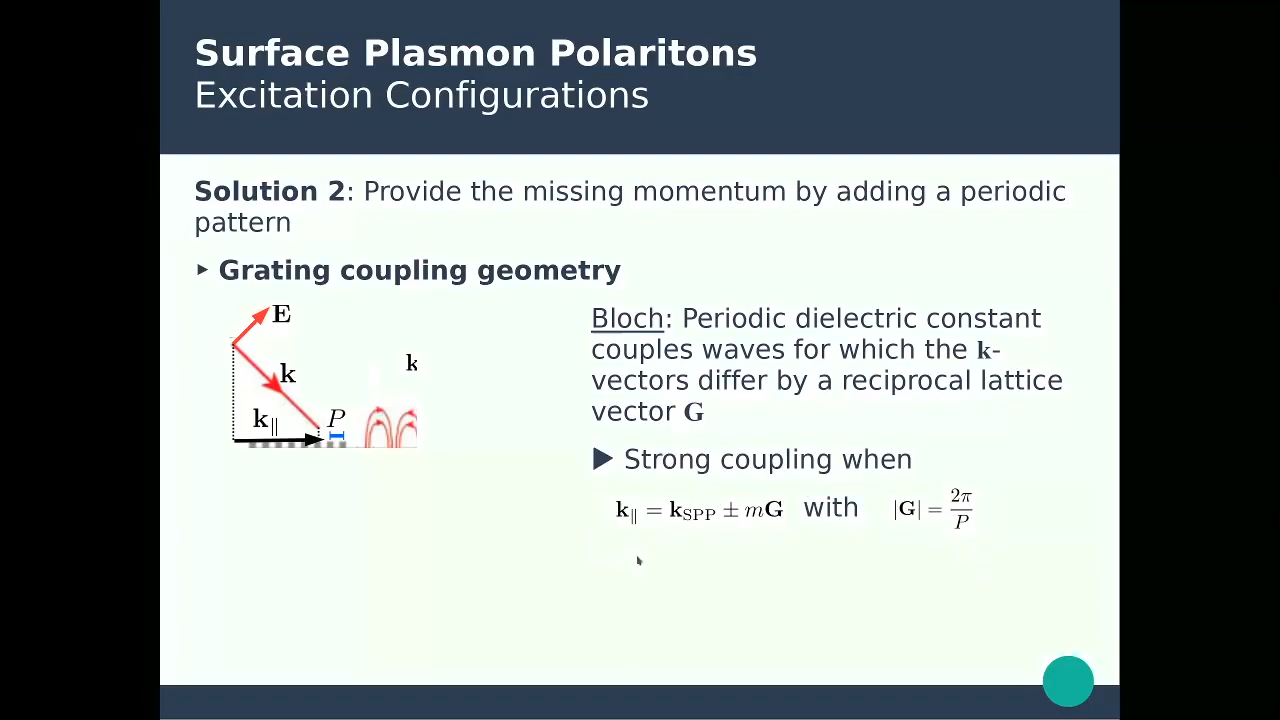 Surface Plasmon Polaritons
Excitation Configurations
Solution 2: Provide the missing momentum by adding a periodic
pattern
▸ Grating coupling geometry
E
k
k∥
P
k
Bloch: Periodic dielectric constant
couples waves for which the k-
vectors differ by a reciprocal lattice
vector G
▶ Strong coupling when
k∥ = kSPP ± mG with |G| = 2π/P